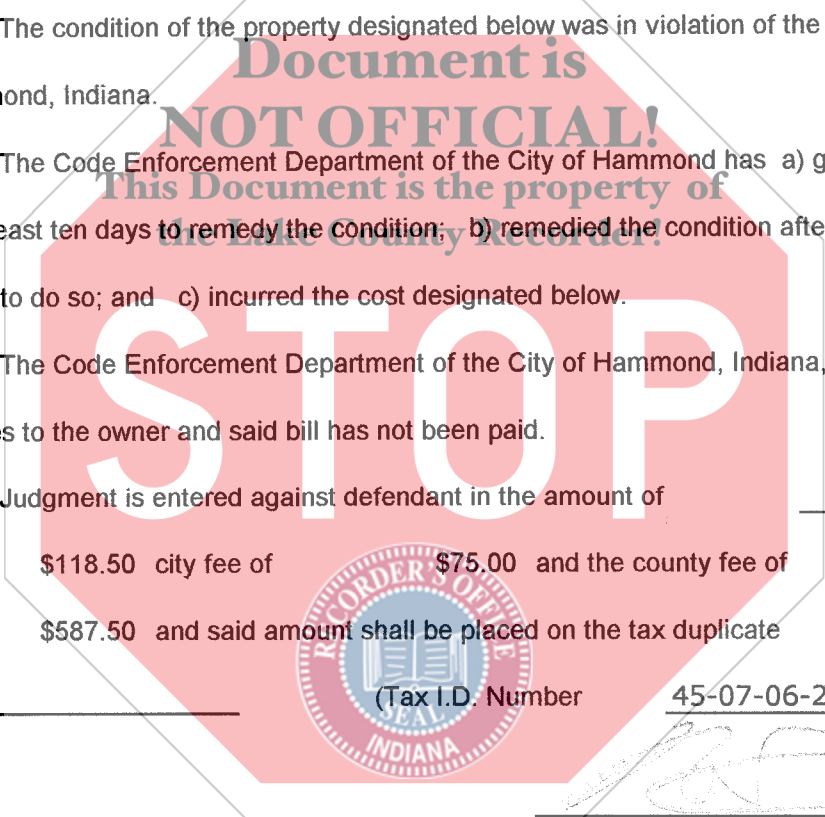 The condition of the property designated below was in violation of the
Document is
ond, Indiana.
NOT OFFICIAL!
The Code Enforcement Department of the City of Hammond has a) g
This Document is the property of
east ten days to remedy the condition; b) remedied the condition afte
the Lake County Recorder!
to do so; and c) incurred the cost designated below.
STOP
The Code Enforcement Department of the City of Hammond, Indiana,
s to the owner and said bill has not been paid.
Judgment is entered against defendant in the amount of
$118.50 city fee of $75.00 and the county fee of
RECORDER'S OFFICE
$587.50 and said amount shall be placed on the tax duplicate
(Tax I.D. Number 45-07-06-2
SEAL
INDIANA